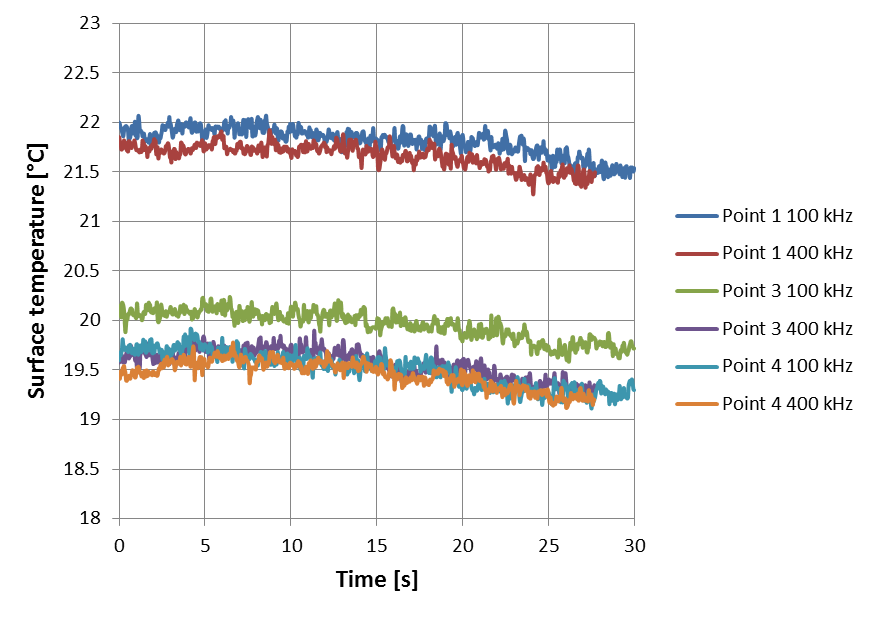 23
22.5
22
21.5
21
20.5
20
19.5
19
18.5
18
Surface temperature [°C]
0 5 10 15 20 25 30
Time [s]
Point 1 100 kHz
Point 1 400 kHz
Point 3 100 kHz
Point 3 400 kHz
Point 4 100 kHz
Point 4 400 kHz